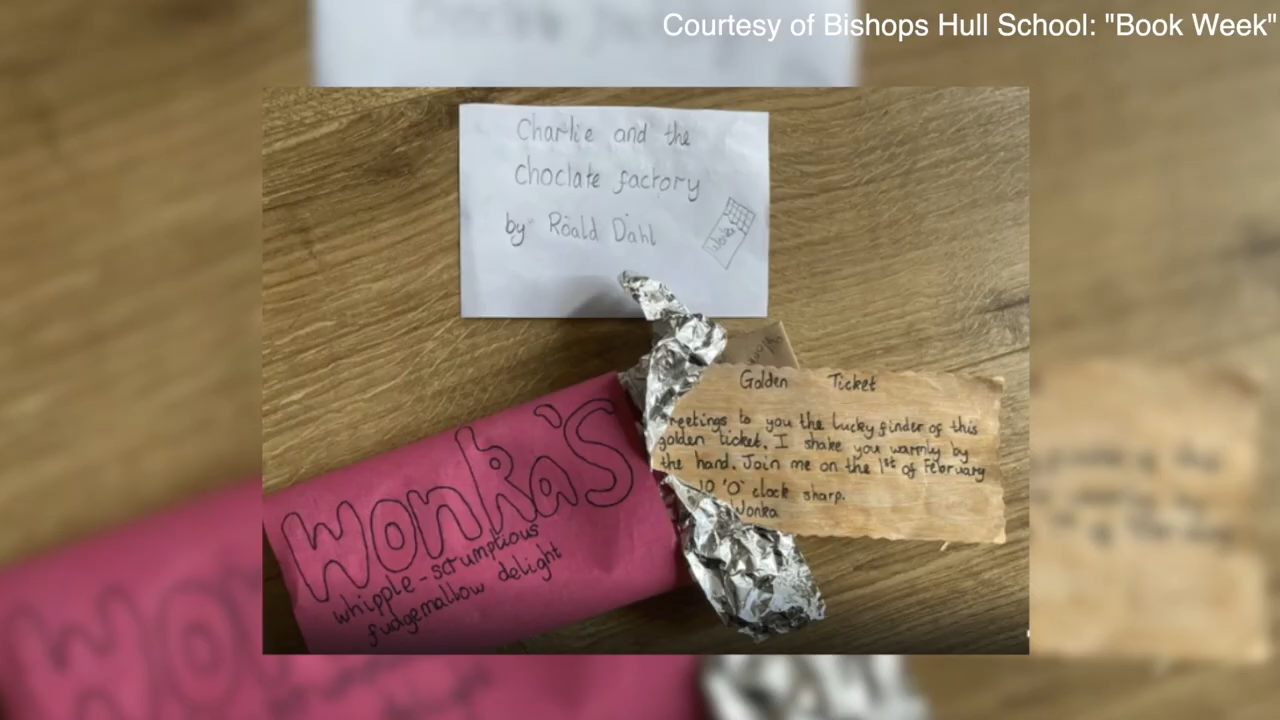 Courtesy of Bishops Hull School: "Book Week"
Charlie and the
choclate factory
by Roald Dahl
Wonka
Golden Ticket
reetings to you the lucky finder of this
golden ticket. I shake you warmly by
the hand. Join me on the 1st of February
10 'O' clock sharp.
Wonka
Wonka's
whipple-scrumptious
fudgemallow delight